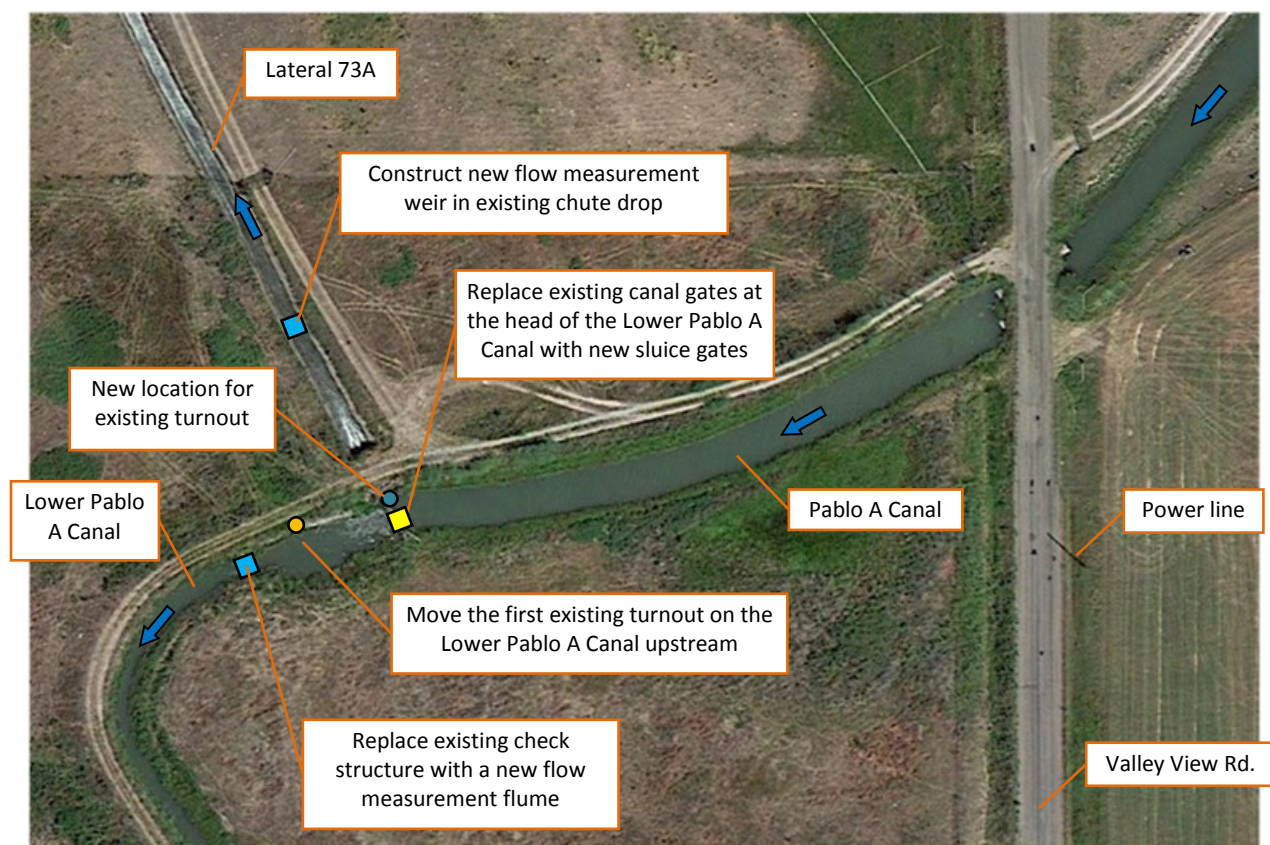 Lateral 73A
Construct new flow measurement
weir in existing chute drop
Replace existing canal gates at
the head of the Lower Pablo A
Canal with new sluice gates
New location for
existing turnout
Lower Pablo
A Canal
Pablo A Canal
Power line
Move the first existing turnout on the
Lower Pablo A Canal upstream
Replace existing check
structure with a new flow
measurement flume
Valley View Rd.